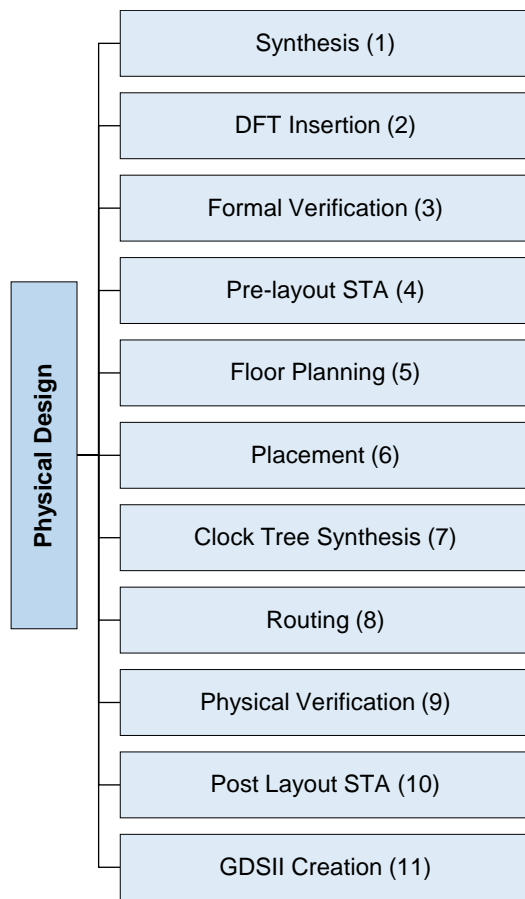 Physical Design
Synthesis (1)
DFT Insertion (2)
Formal Verification (3)
Pre-layout STA (4)
Floor Planning (5)
Placement (6)
Clock Tree Synthesis (7)
Routing (8)
Physical Verification (9)
Post Layout STA (10)
GDSII Creation (11)